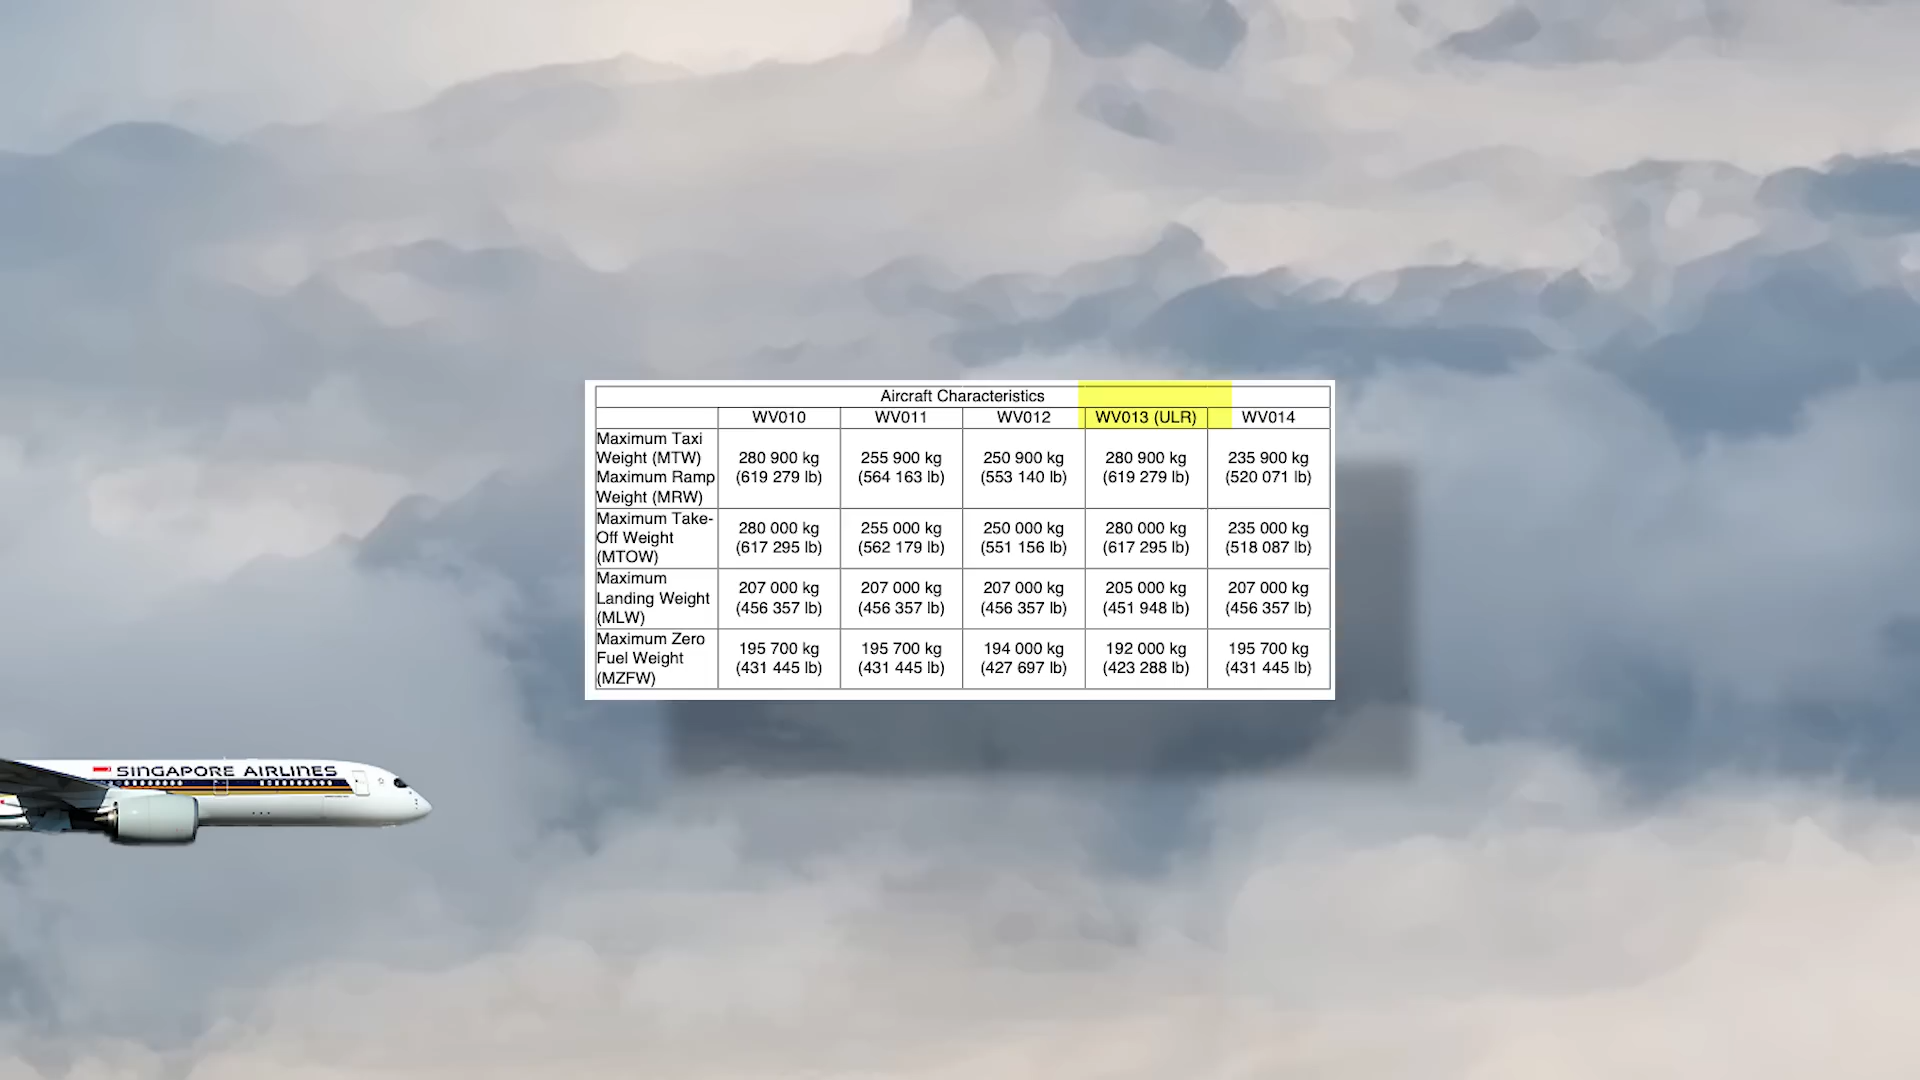 Aircraft Characteristics
WV010 WV011 WV012 WV013 (ULR) WV014
Maximum Taxi
Weight (MTW)
Maximum Ramp
Weight (MRW)
280 900 kg 255 900 kg 250 900 kg 280 900 kg 235 900 kg
(619 279 lb) (564 163 lb) (553 140 lb) (619 279 lb) (520 071 lb)
Maximum Take-
Off Weight
(MTOW)
280 000 kg 255 000 kg 250 000 kg 280 000 kg 235 000 kg
(617 295 lb) (562 179 lb) (551 156 lb) (617 295 lb) (518 087 lb)
Maximum
Landing Weight
(MLW)
207 000 kg 207 000 kg 207 000 kg 205 000 kg 207 000 kg
(456 357 lb) (456 357 lb) (456 357 lb) (451 948 lb) (456 357 lb)
Maximum Zero
Fuel Weight
(MZFW)
195 700 kg 195 700 kg 194 000 kg 192 000 kg 195 700 kg
(431 445 lb) (431 445 lb) (427 697 lb) (423 288 lb) (431 445 lb)
SINGAPORE AIRLINES